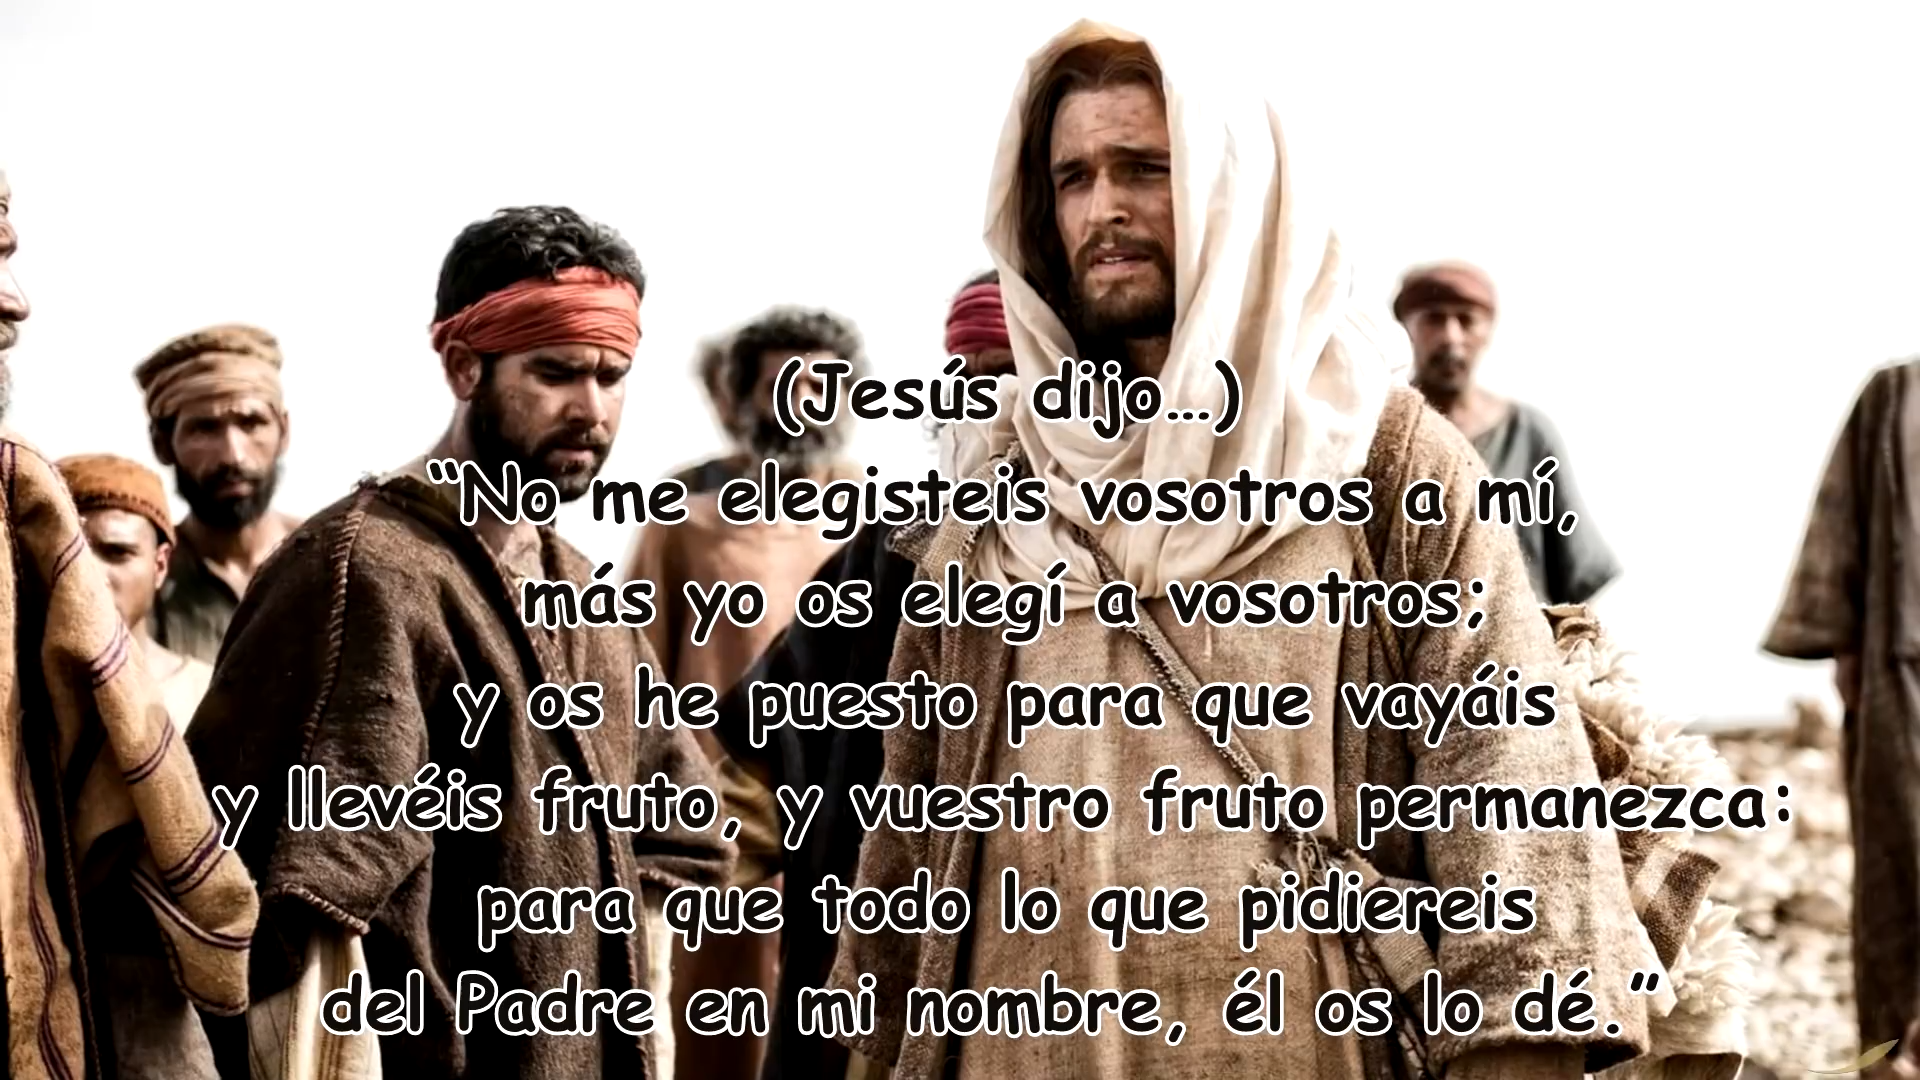 (Jesús dijo...)
“No me elegisteis vosotros a mí,
más yo os elegí a vosotros;
y os he puesto para que vayáis
y llevéis fruto, y vuestro fruto permanezca:
para que todo lo que pidiereis
del Padre en mi nombre, él os lo dé.”